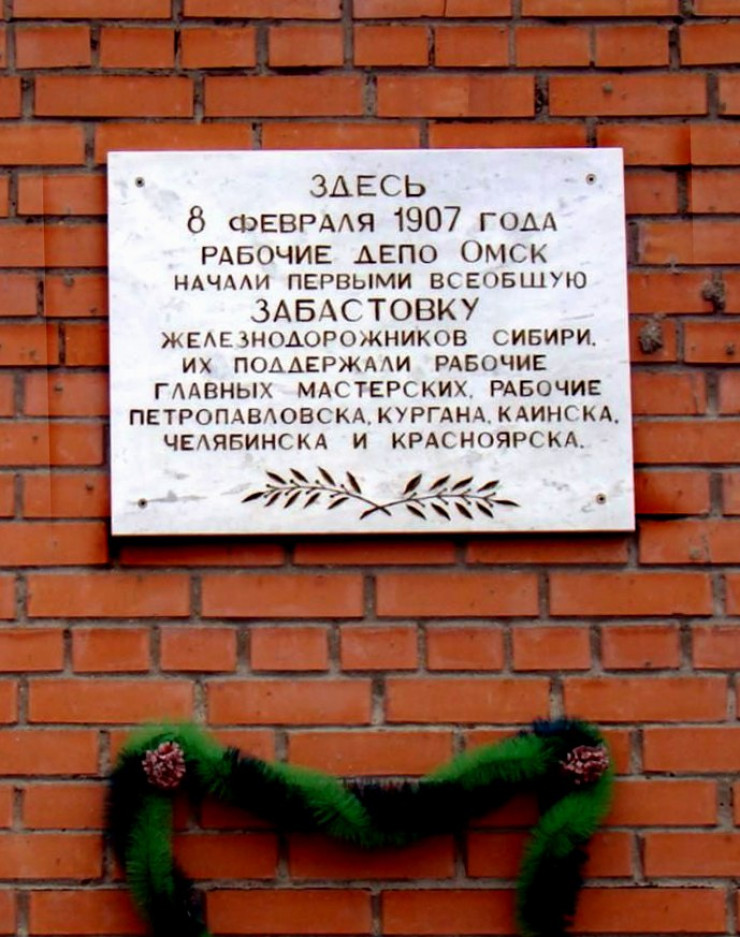 ЗДЕСЬ
8 ФЕВРАЛЯ 1907 ГОДА
РАБОЧИЕ ДЕПО ОМСК
НАЧАЛИ ПЕРВЫМИ ВСЕОБЩУЮ
ЗАБАСТОВКУ
ЖЕЛЕЗНОДОРОЖНИКОВ СИБИРИ.
ИХ ПОДДЕРЖАЛИ РАБОЧИЕ
ГЛАВНЫХ МАСТЕРСКИХ, РАБОЧИЕ
ПЕТРОПАВЛОВСКА, КУРГАНА, КАИНСКА,
ЧЕЛЯБИНСКА И КРАСНОЯРСКА.